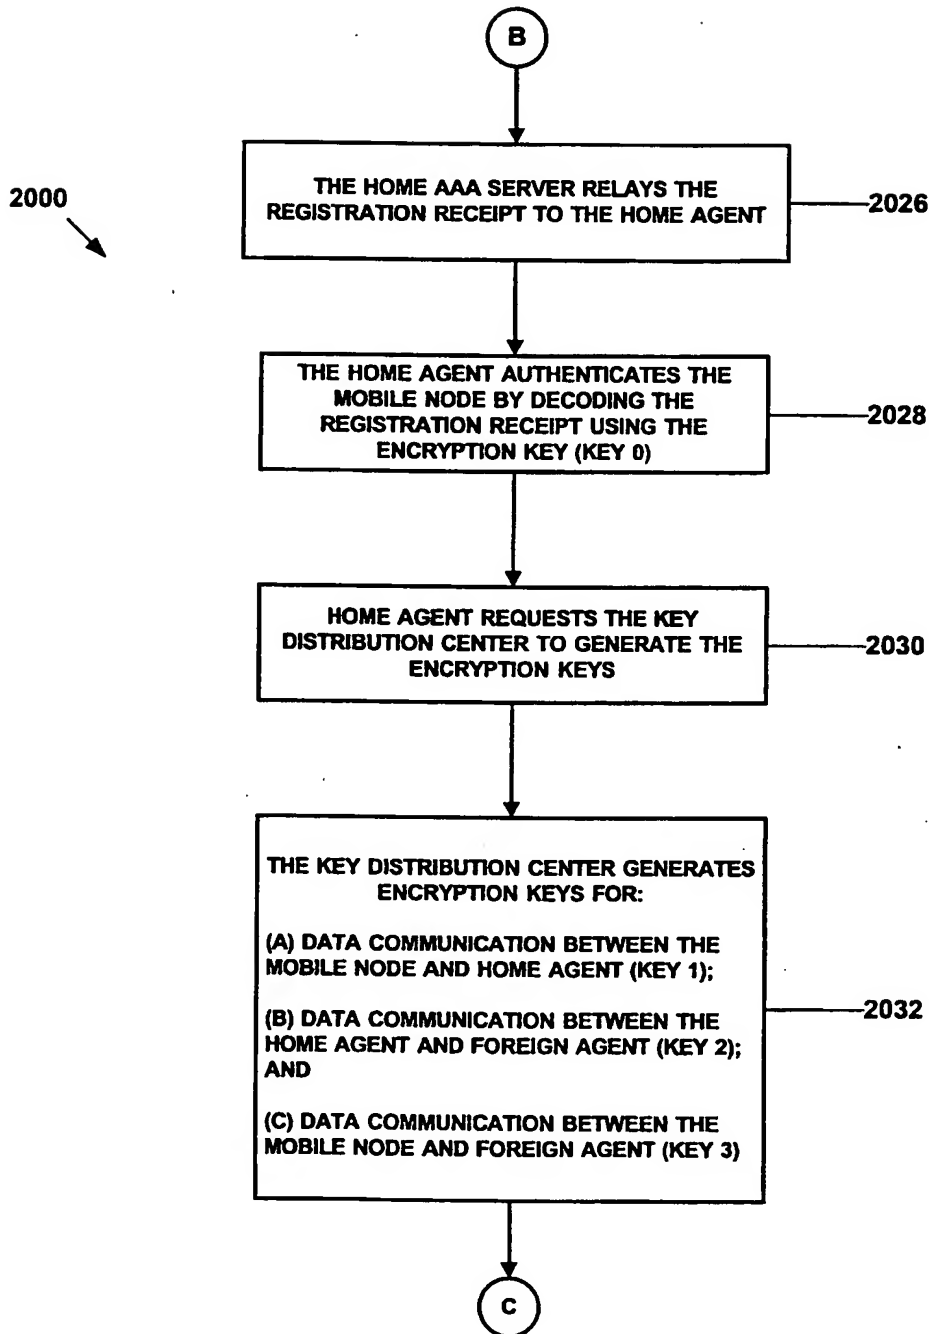 B
2000
THE HOME AAA SERVER RELAYS THE
REGISTRATION RECEIPT TO THE HOME AGENT
2026
THE HOME AGENT AUTHENTICATES THE
MOBILE NODE BY DECODING THE
REGISTRATION RECEIPT USING THE
ENCRYPTION KEY (KEY 0)
2028
HOME AGENT REQUESTS THE KEY
DISTRIBUTION CENTER TO GENERATE THE
ENCRYPTION KEYS
2030
THE KEY DISTRIBUTION CENTER GENERATES
ENCRYPTION KEYS FOR:
(A) DATA COMMUNICATION BETWEEN THE
MOBILE NODE AND HOME AGENT (KEY 1);
(B) DATA COMMUNICATION BETWEEN THE
HOME AGENT AND FOREIGN AGENT (KEY 2);
AND
(C) DATA COMMUNICATION BETWEEN THE
MOBILE NODE AND FOREIGN AGENT (KEY 3)
2032
C